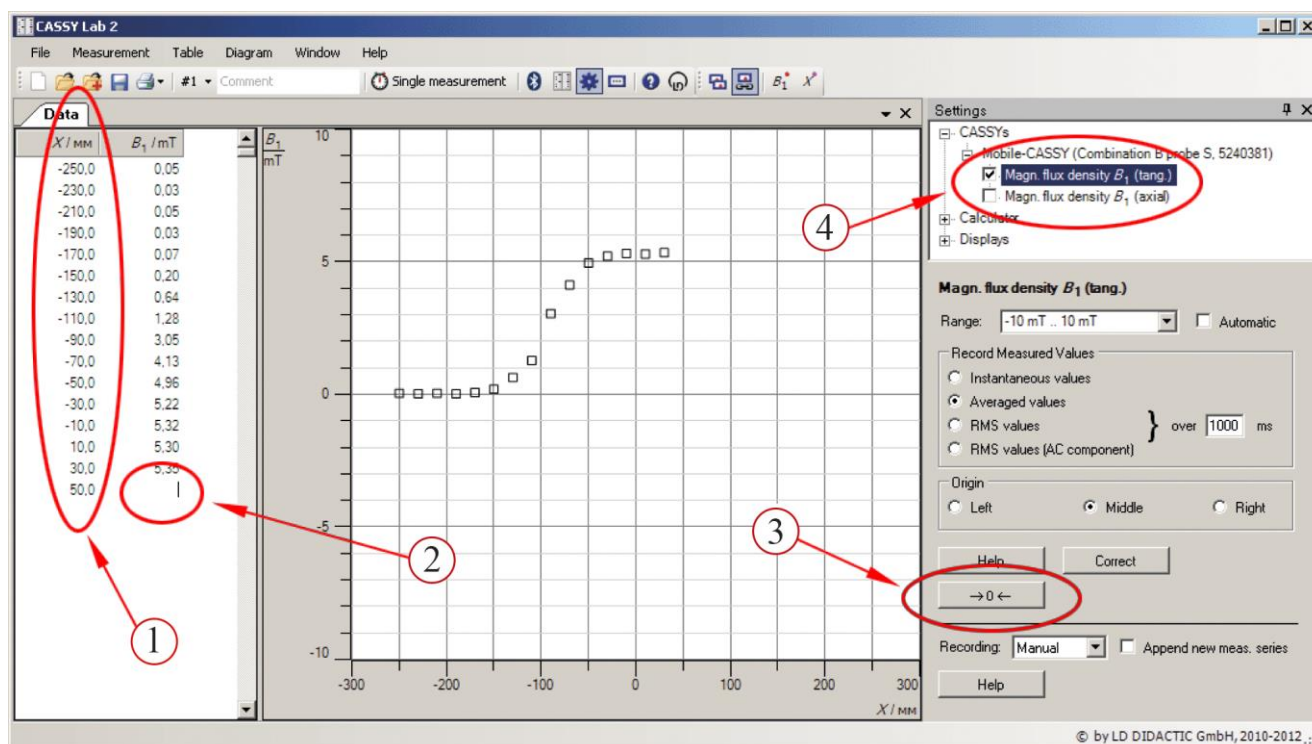 CASSY Lab 2
File Measurement Table Diagram Window Help
#1 Comment Single measurement B₁ X
Data
X / мм B₁ / mT
-250,0 0,05
-230,0 0,03
-210,0 0,05
-190,0 0,03
-170,0 0,07
-150,0 0,20
-130,0 0,64
-110,0 1,28
-90,0 3,05
-70,0 4,13
-50,0 4,96
-30,0 5,22
-10,0 5,32
10,0 5,30
30,0 5,35
50,0
1
2
B₁
mT
10
5
0
-5
-10
-300 -200 -100 0 100 200 300
X / мм
3
4
Settings
CASSYs
Mobile-CASSY (Combination B probe S, 5240381)
Magn. flux density B₁ (tang.)
Magn. flux density B₁ (axial)
Calculator
Displays
Magn. flux density B₁ (tang.)
Range: -10 mT .. 10 mT Automatic
Record Measured Values
Instantaneous values
Averaged values
RMS values } over 1000 ms
RMS values (AC component)
Origin
Left Middle Right
Help Correct
→ 0 ←
Recording: Manual Append new meas. series
Help
© by LD DIDACTIC GmbH, 2010-2012